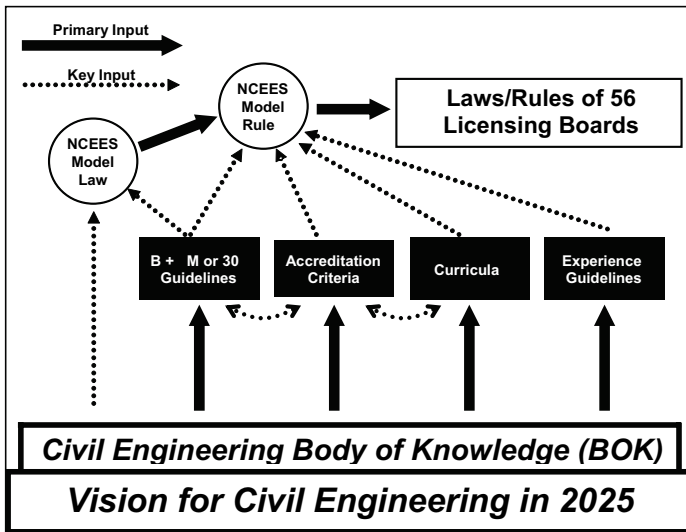 Primary Input
Key Input
NCEES
Model
Rule
Laws/Rules of 56
Licensing Boards
NCEES
Model
Law
B + M or 30
Guidelines
Accreditation
Criteria
Curricula
Experience
Guidelines
Civil Engineering Body of Knowledge (BOK)
Vision for Civil Engineering in 2025